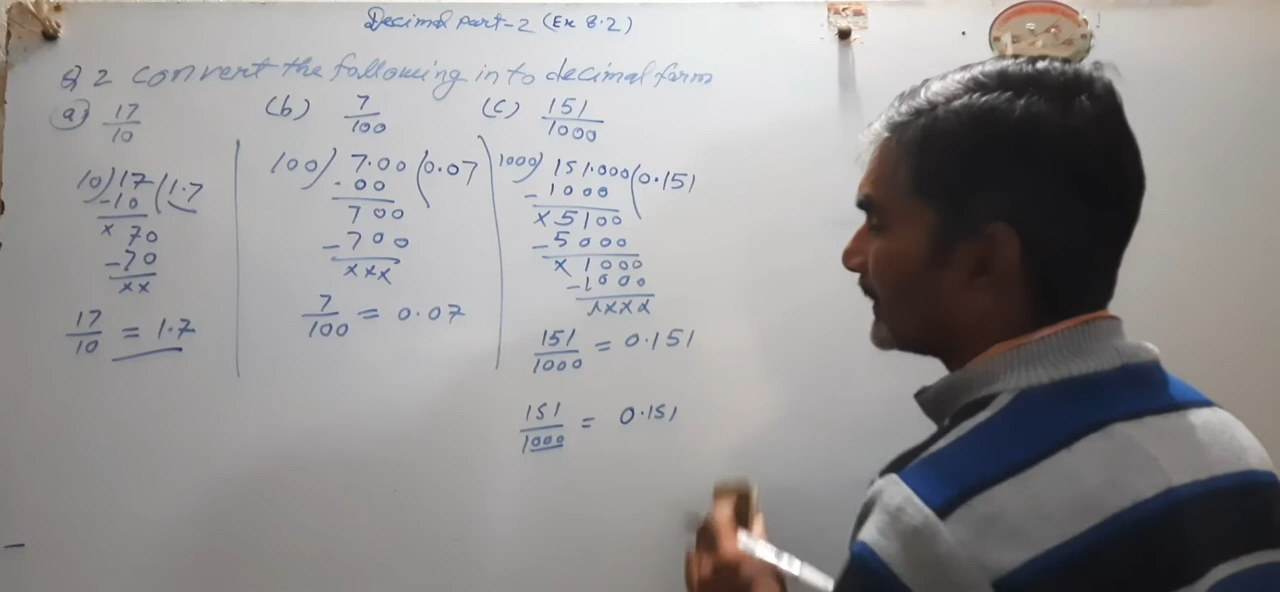 Decimal Part-2 (Ex 8.2)
Q 2 convert the following in to decimal form
(a) 17/10 (b) 7/100 (c) 151/1000
10)17(1.7
-10
x 70
-70
xx
17/10 = 1.7
100)7.00(0.07
-00
700
-700
xxx
7/100 = 0.07
1000)151.000(0.151
-1000
x5100
-5000
x1000
-1000
xxxx
151/1000 = 0.151
151/1000 = 0.151